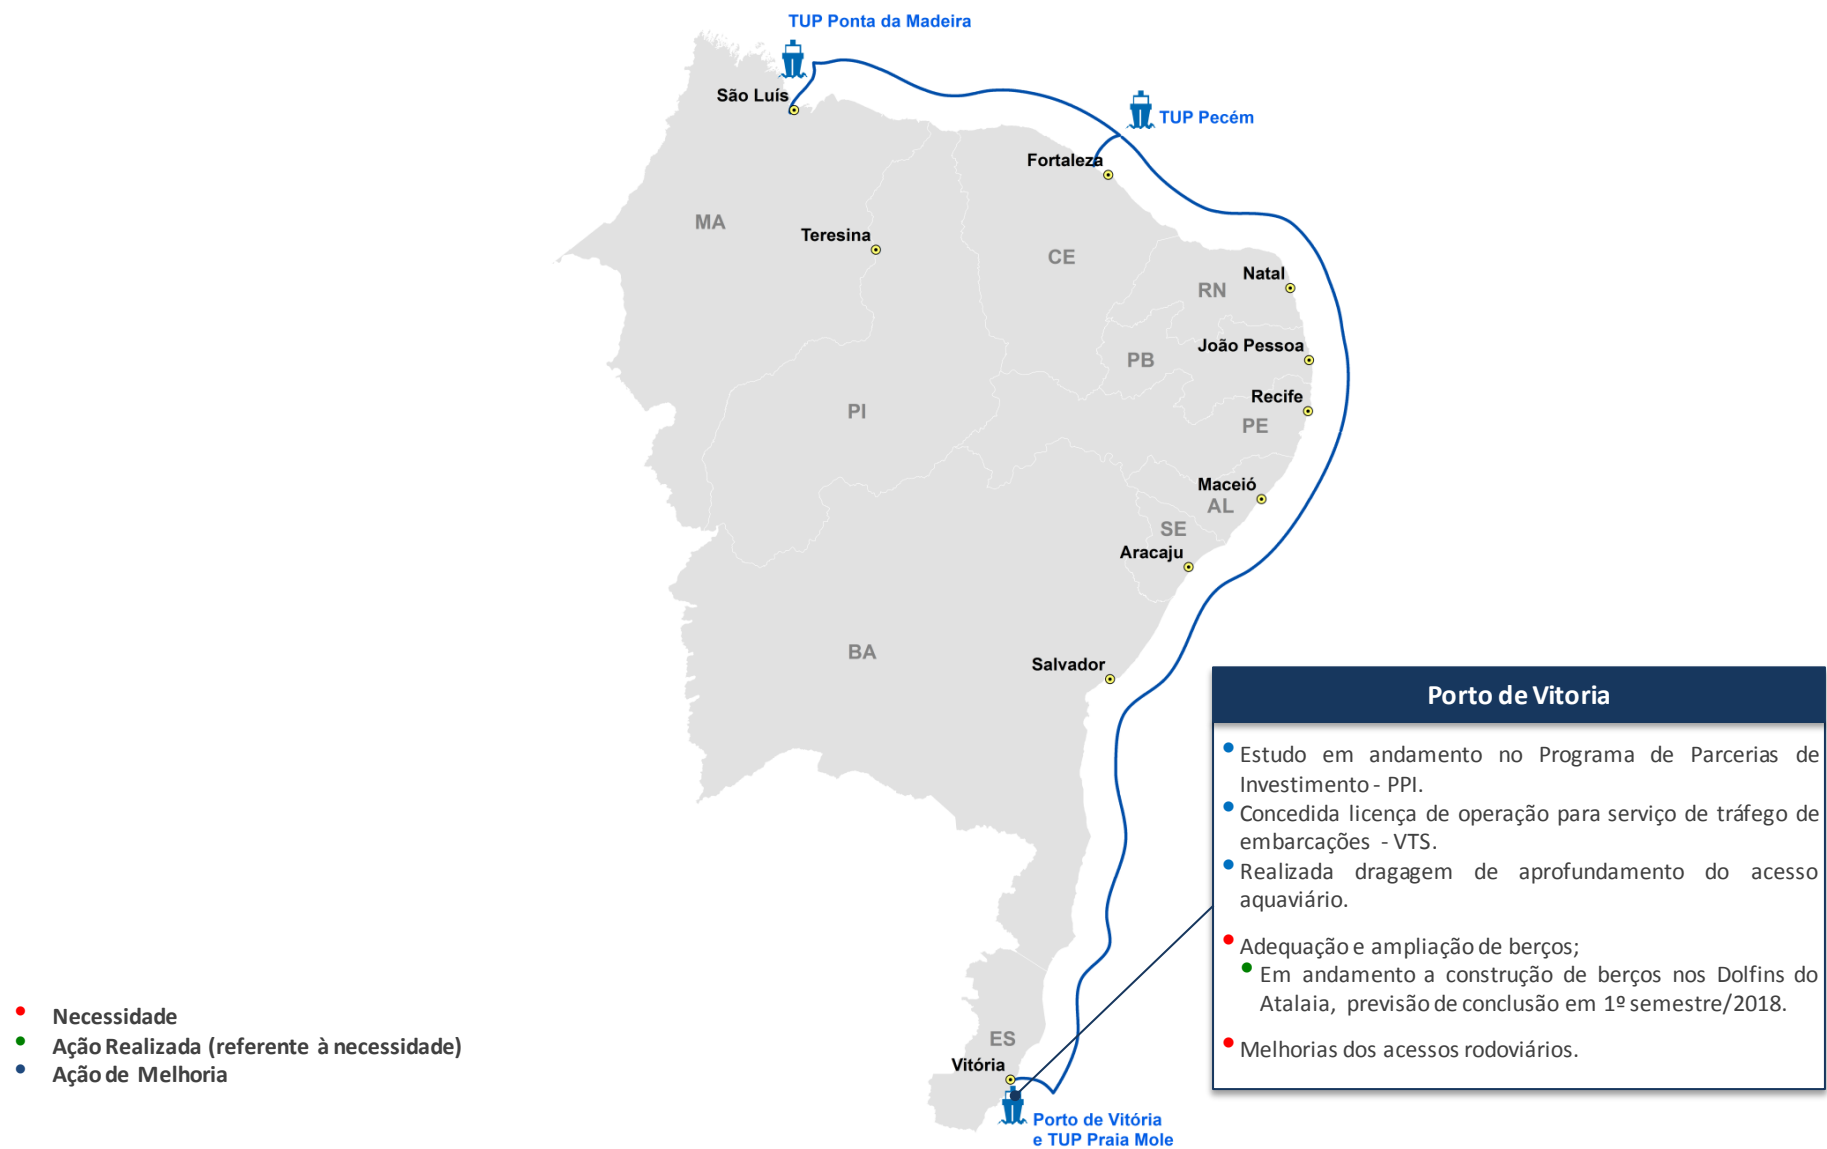 TUP Ponta da Madeira
São Luís
TUP Pecém
Fortaleza
MA
Teresina
CE
Natal
RN
João Pessoa
PB
Recife
PI
PE
Maceió
AL
SE
Aracaju
BA
Salvador
ES
Vitória
Porto de Vitória
e TUP Praia Mole
Porto de Vitoria
• Estudo em andamento no Programa de Parcerias de
Investimento - PPI.
• Concedida licença de operação para serviço de tráfego de
embarcações - VTS.
• Realizada dragagem de aprofundamento do acesso
aquaviário.
• Adequação e ampliação de berços;
• Em andamento a construção de berços nos Dolfins do
Atalaia, previsão de conclusão em 1º semestre/2018.
• Melhorias dos acessos rodoviários.
• Necessidade
• Ação Realizada (referente à necessidade)
• Ação de Melhoria